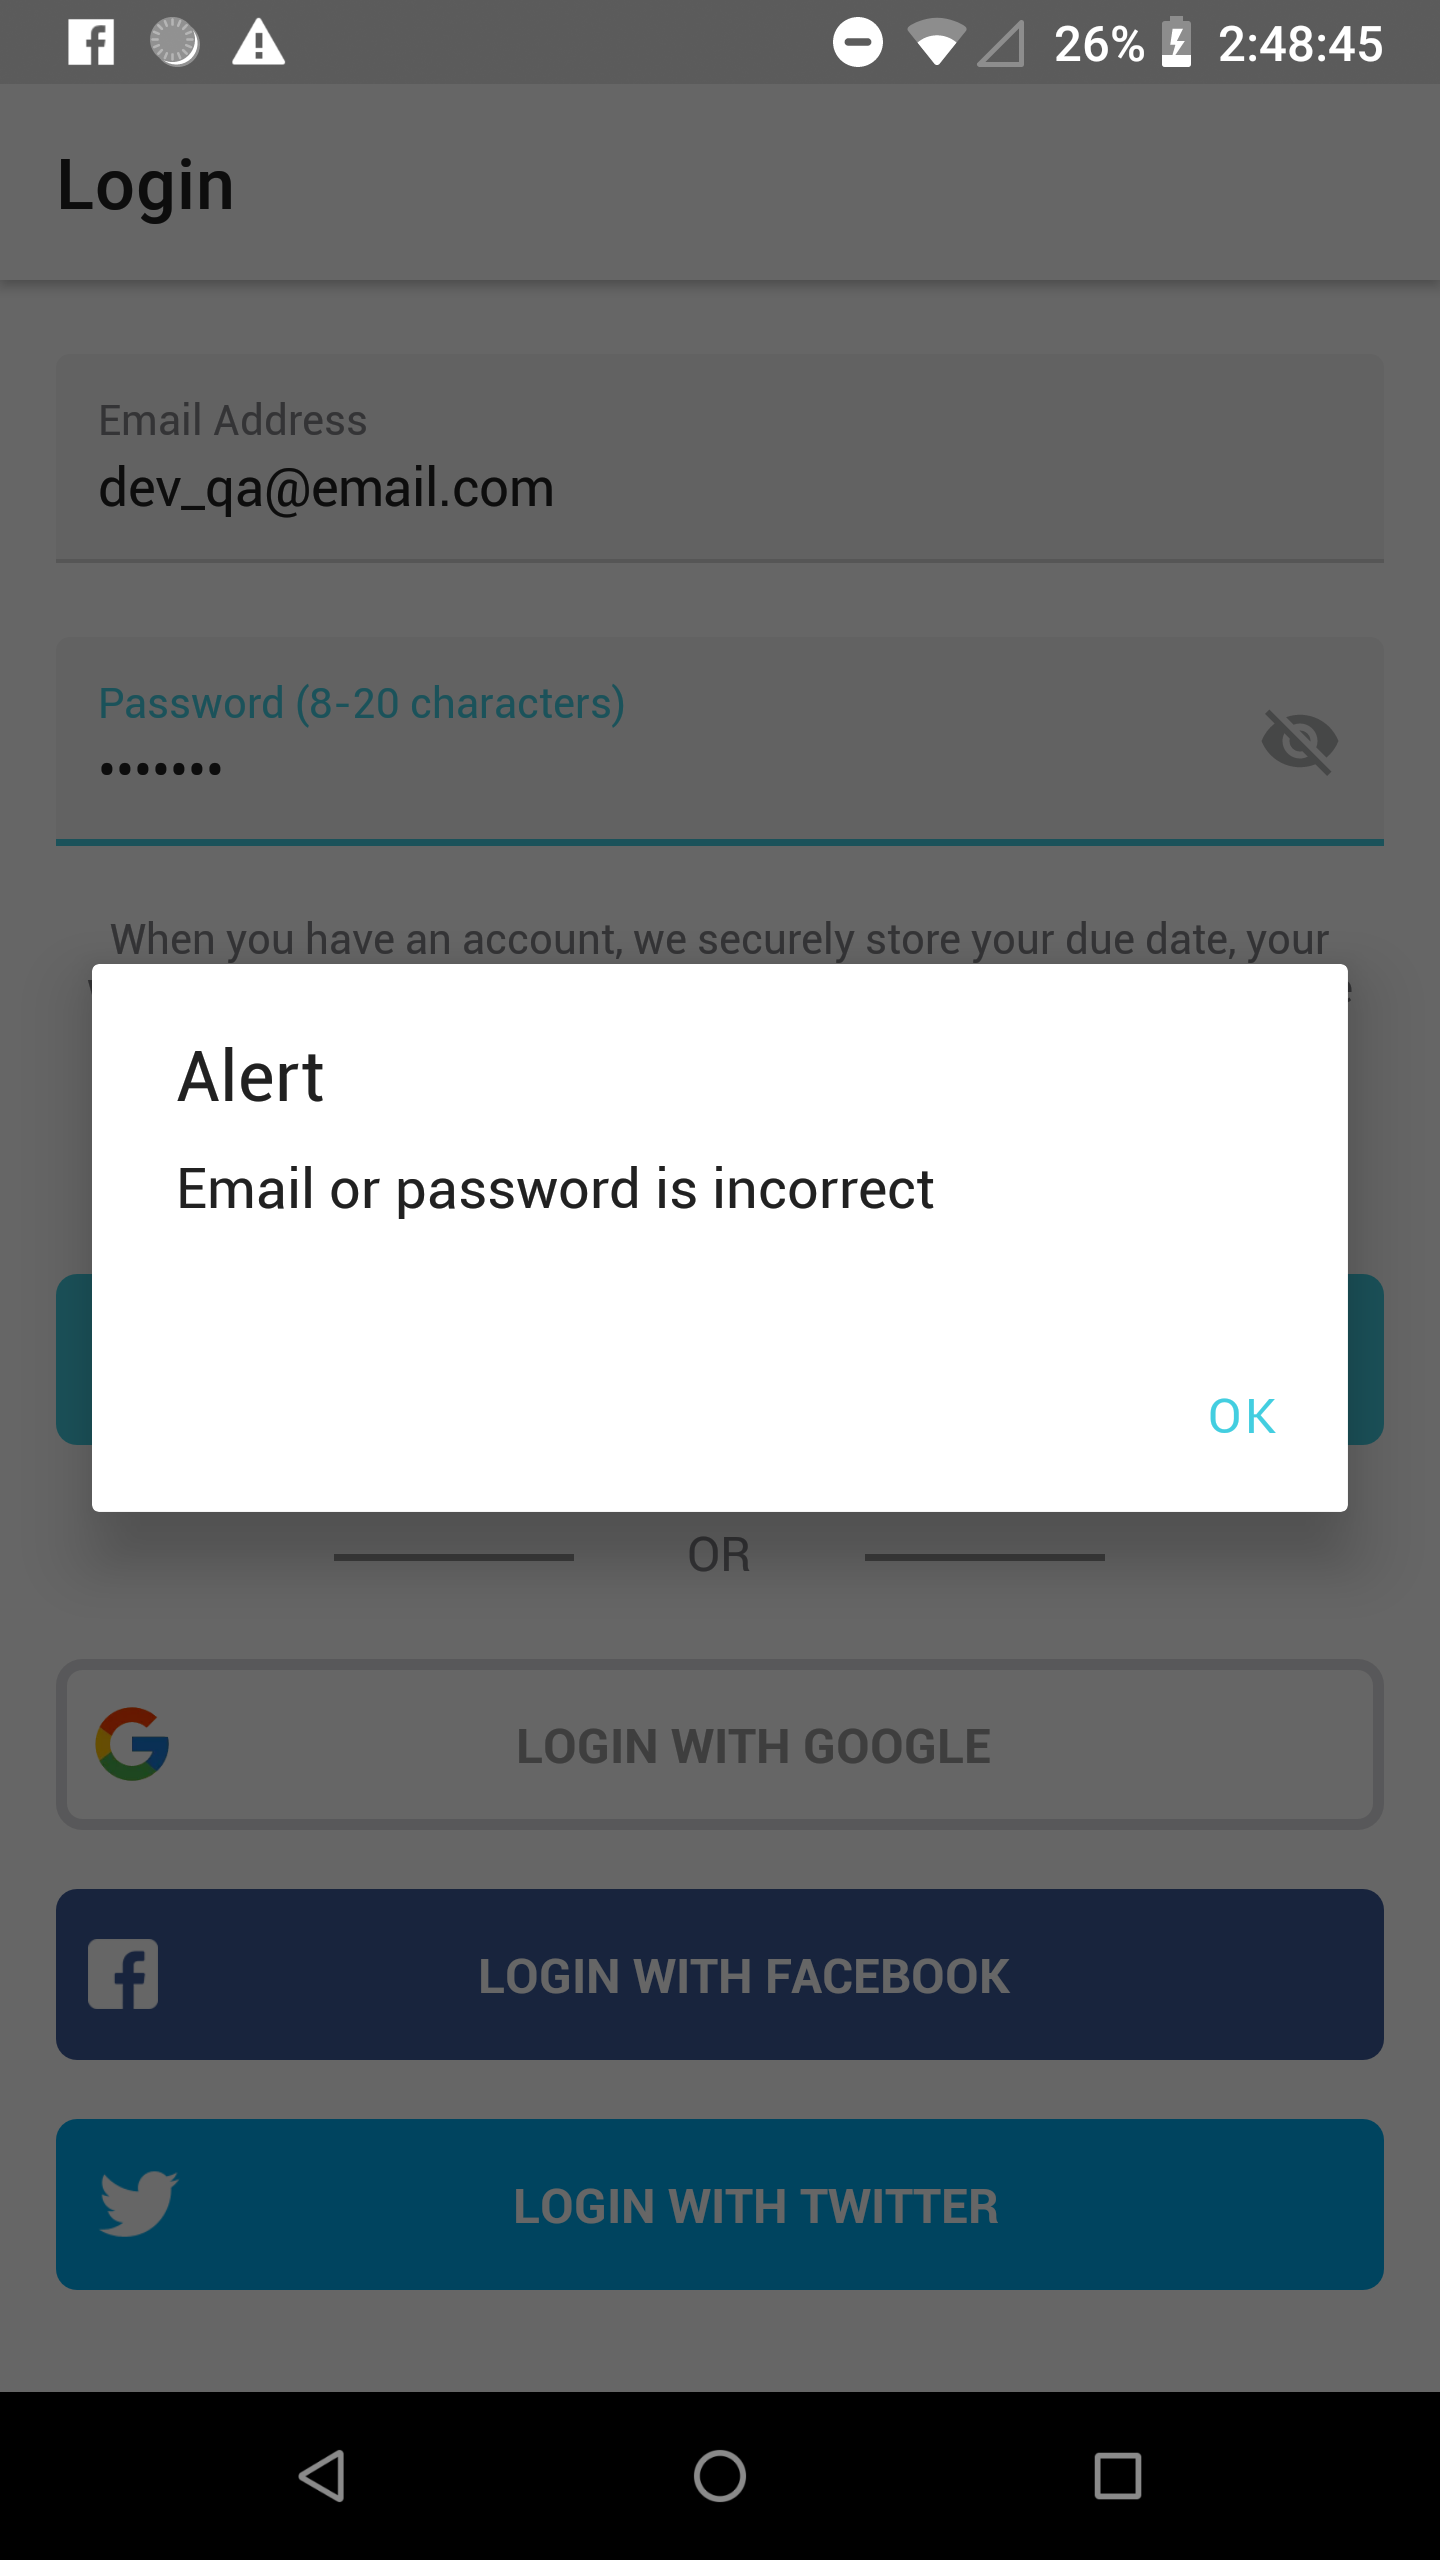 26% 2:48:45
Login
Email Address
dev_qa@email.com
Password (8-20 characters)
•••••••
When you have an account, we securely store your due date, your
Alert
Email or password is incorrect
OK
OR
LOGIN WITH GOOGLE
LOGIN WITH FACEBOOK
LOGIN WITH TWITTER